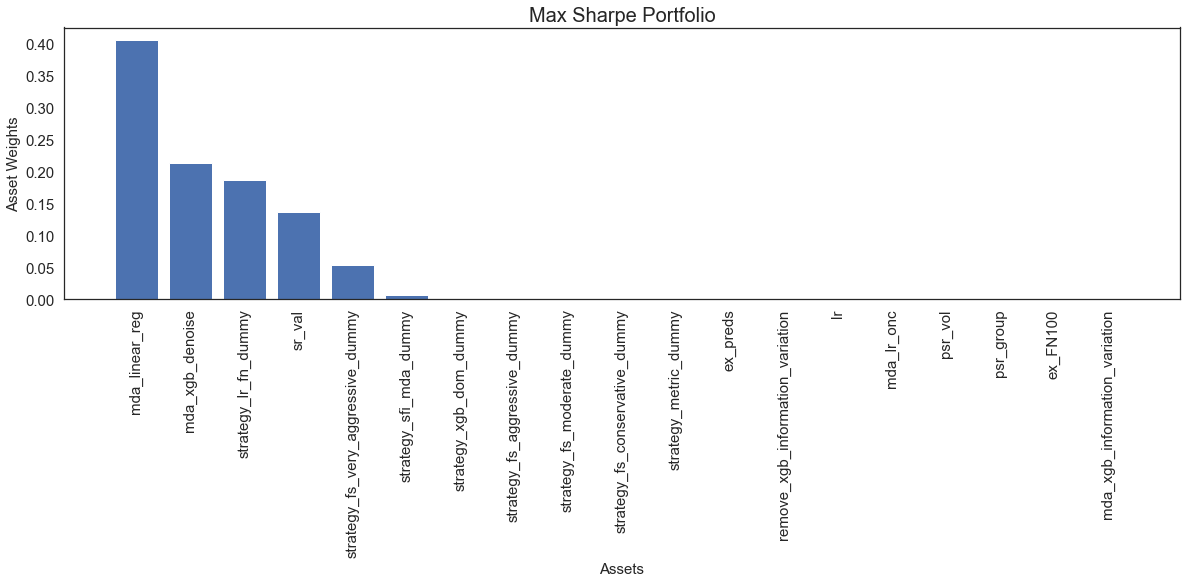 Max Sharpe Portfolio
Asset Weights
0.40
0.35
0.30
0.25
0.20
0.15
0.10
0.05
0.00
mda_linear_reg
mda_xgb_denoise
strategy_lr_fn_dummy
sr_val
strategy_fs_very_aggressive_dummy
strategy_sfi_mda_dummy
strategy_xgb_dom_dummy
strategy_fs_aggressive_dummy
strategy_fs_moderate_dummy
strategy_fs_conservative_dummy
strategy_metric_dummy
ex_preds
remove_xgb_information_variation
lr
mda_lr_onc
psr_vol
psr_group
ex_FN100
mda_xgb_information_variation
Assets